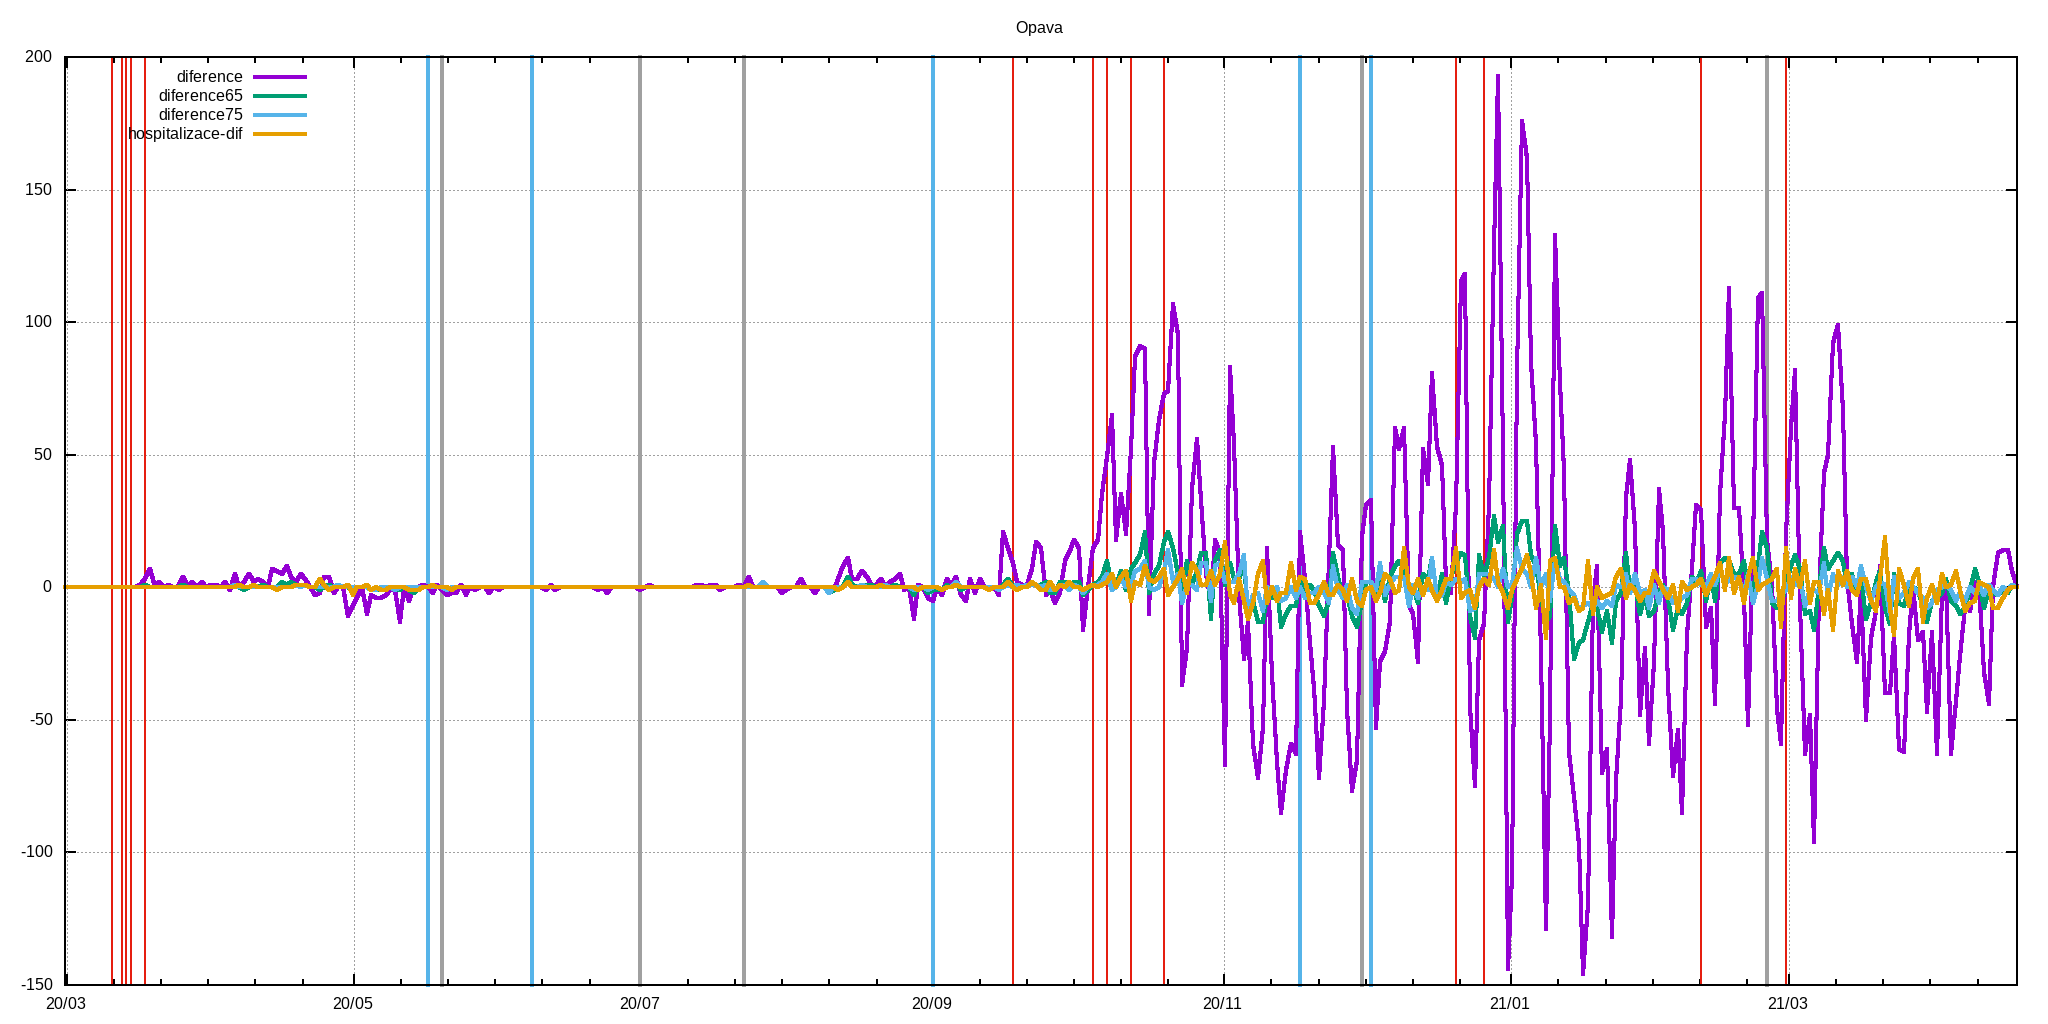 Opava
diference
diference65
diference75
hospitalizace-dif
200
150
100
50
0
-50
-100
-150
20/03 20/05 20/07 20/09 20/11 21/01 21/03